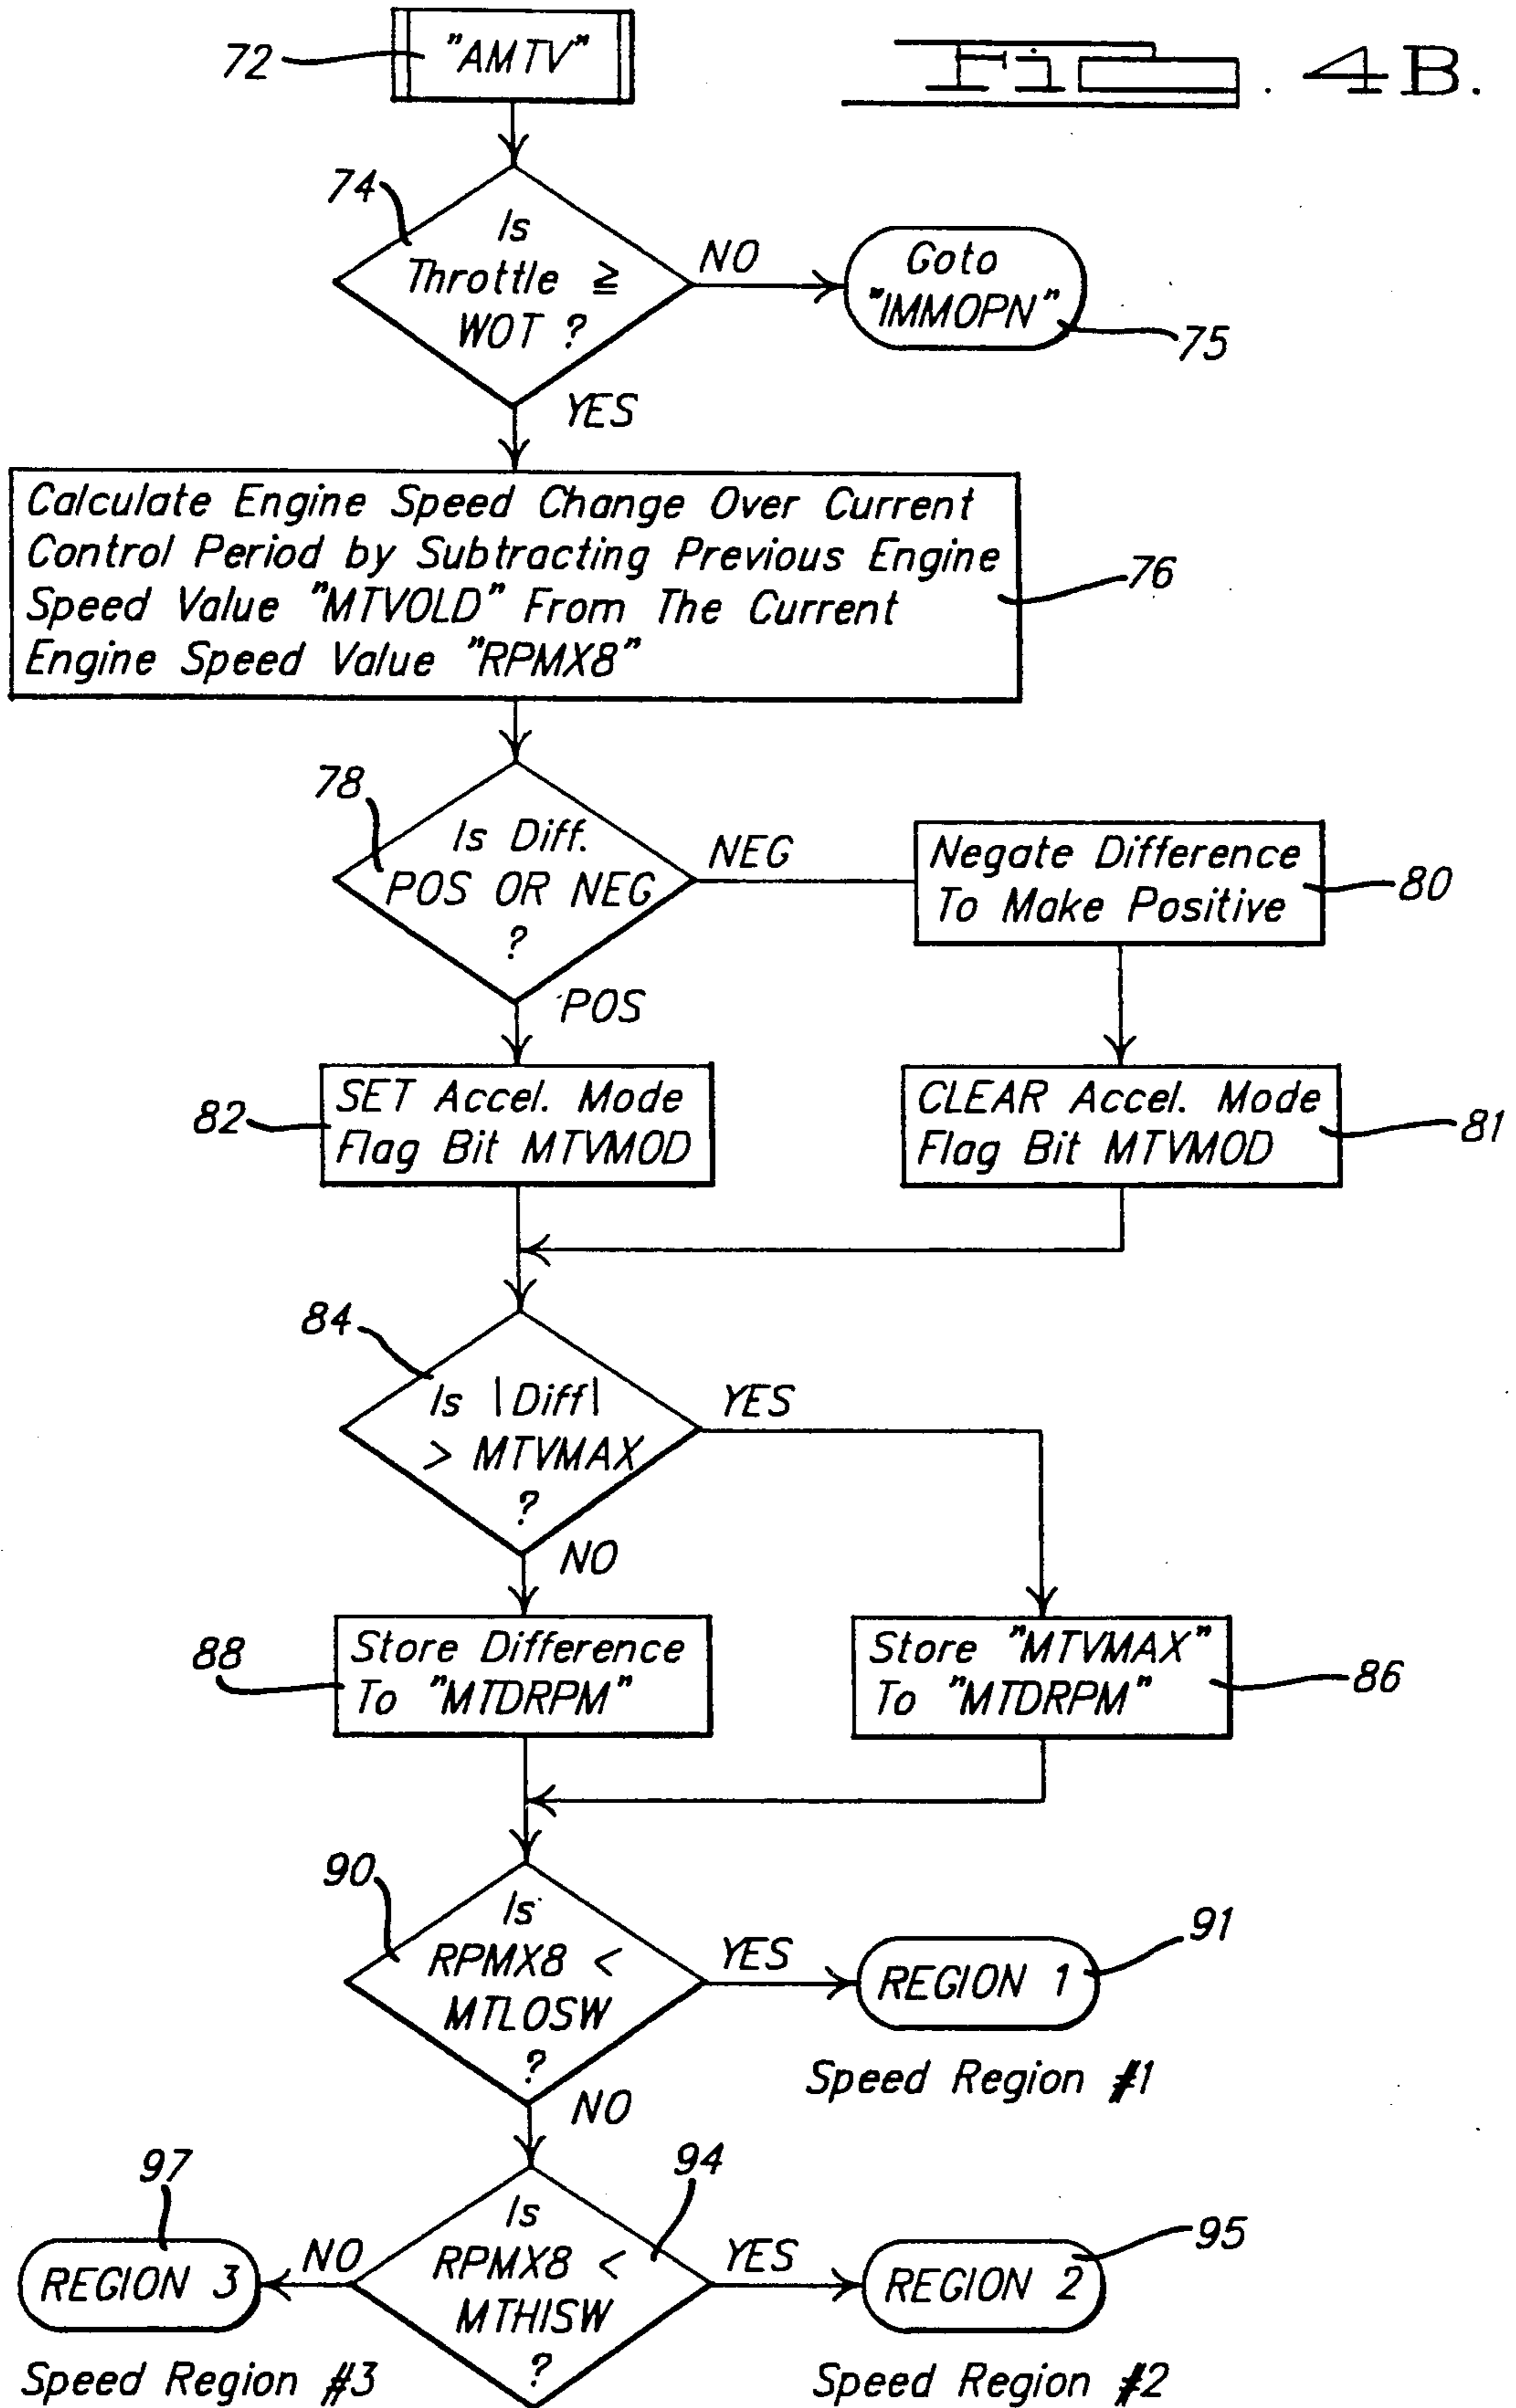 72
"AMTV"
Fig. 4B.
74
Is
Throttle ≧
WOT ?
NO
Goto
"IMMOPN"
75
YES
Calculate Engine Speed Change Over Current
Control Period by Subtracting Previous Engine
Speed Value "MTVOLD" From The Current
Engine Speed Value "RPMX8"
76
78
Is Diff.
POS OR NEG
?
NEG
Negate Difference
To Make Positive
80
POS
82
SET Accel. Mode
Flag Bit MTVMOD
CLEAR Accel. Mode
Flag Bit MTVMOD
81
84
Is |Diff|
> MTVMAX
?
YES
NO
88
Store Difference
To "MTDRPM"
Store "MTVMAX"
To "MTDRPM"
86
90
Is
RPMX8 <
MTLOSW
?
YES
REGION 1
91
Speed Region #1
NO
97
94
Is
RPMX8 <
MTHISW
?
NO
REGION 3
YES
REGION 2
95
Speed Region #3
Speed Region #2